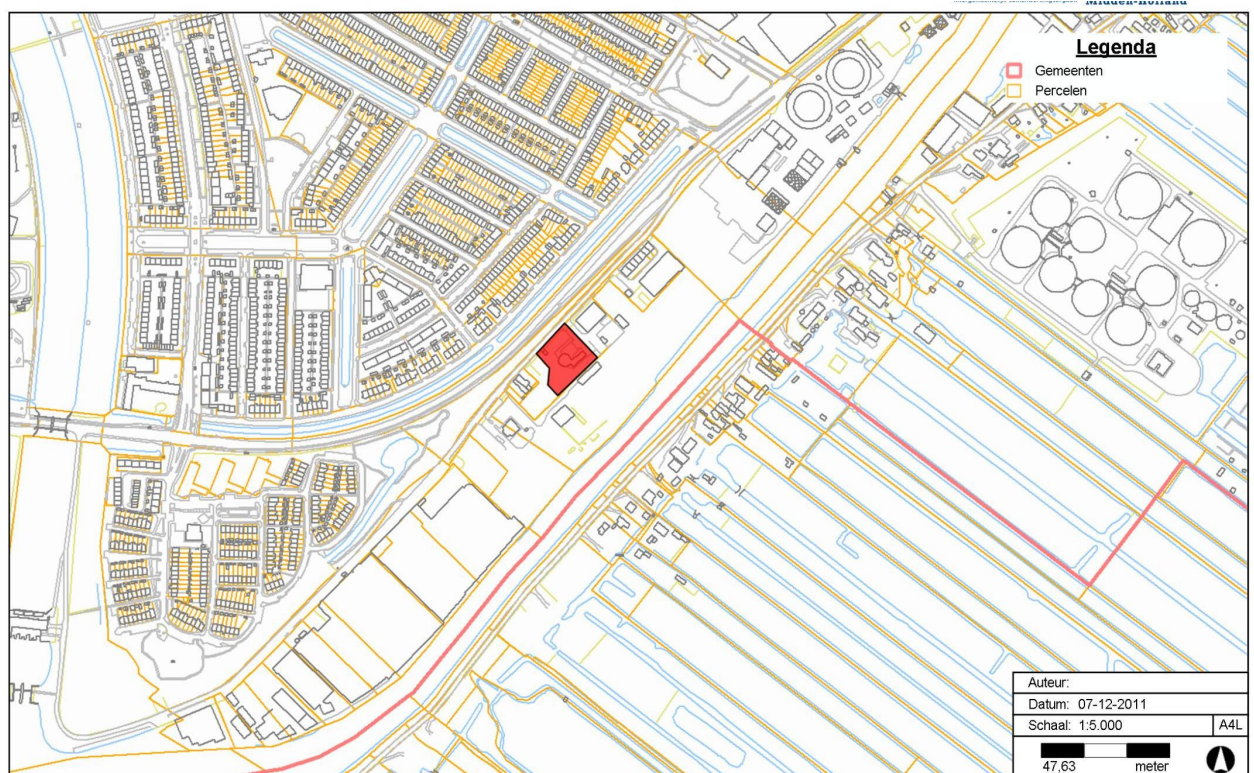 Midden-Holland
Legenda
Gemeenten
Percelen
Auteur:
Datum: 07-12-2011
Schaal: 1:5.000 A4L
47,63 meter